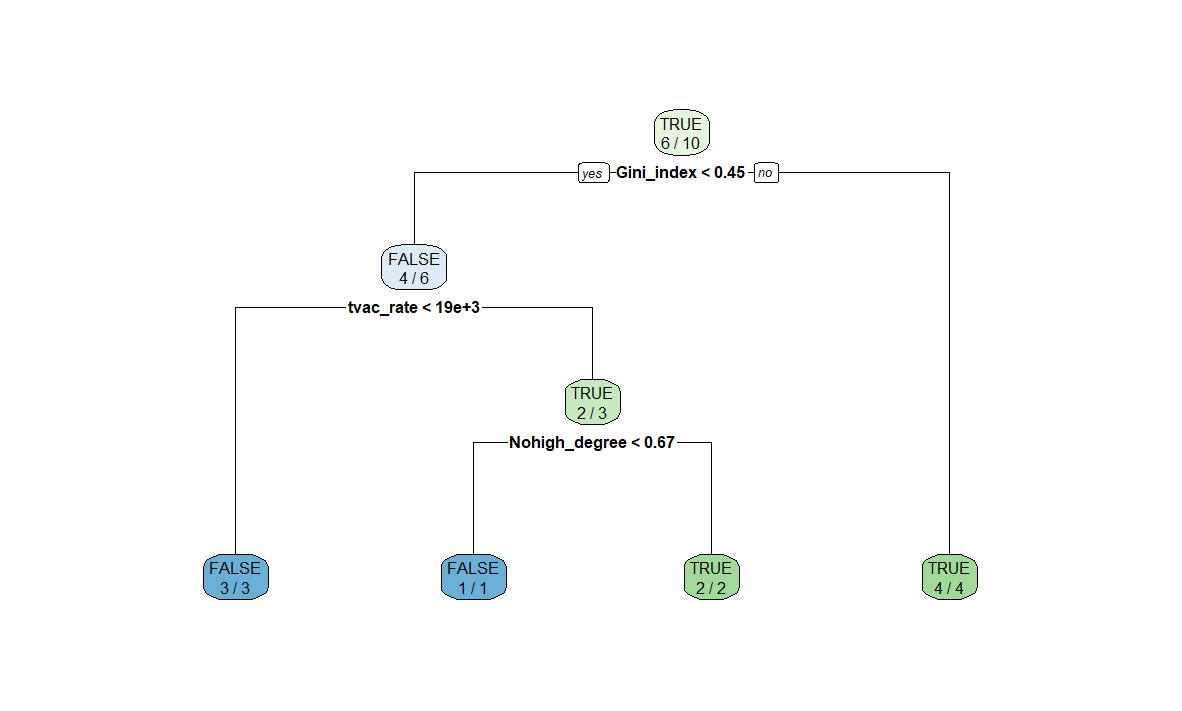 TRUE
6 / 10
yes
Gini_index < 0.45
no
FALSE
4 / 6
tvac_rate < 19e+3
TRUE
2 / 3
Nohigh_degree < 0.67
FALSE
3 / 3
FALSE
1 / 1
TRUE
2 / 2
TRUE
4 / 4